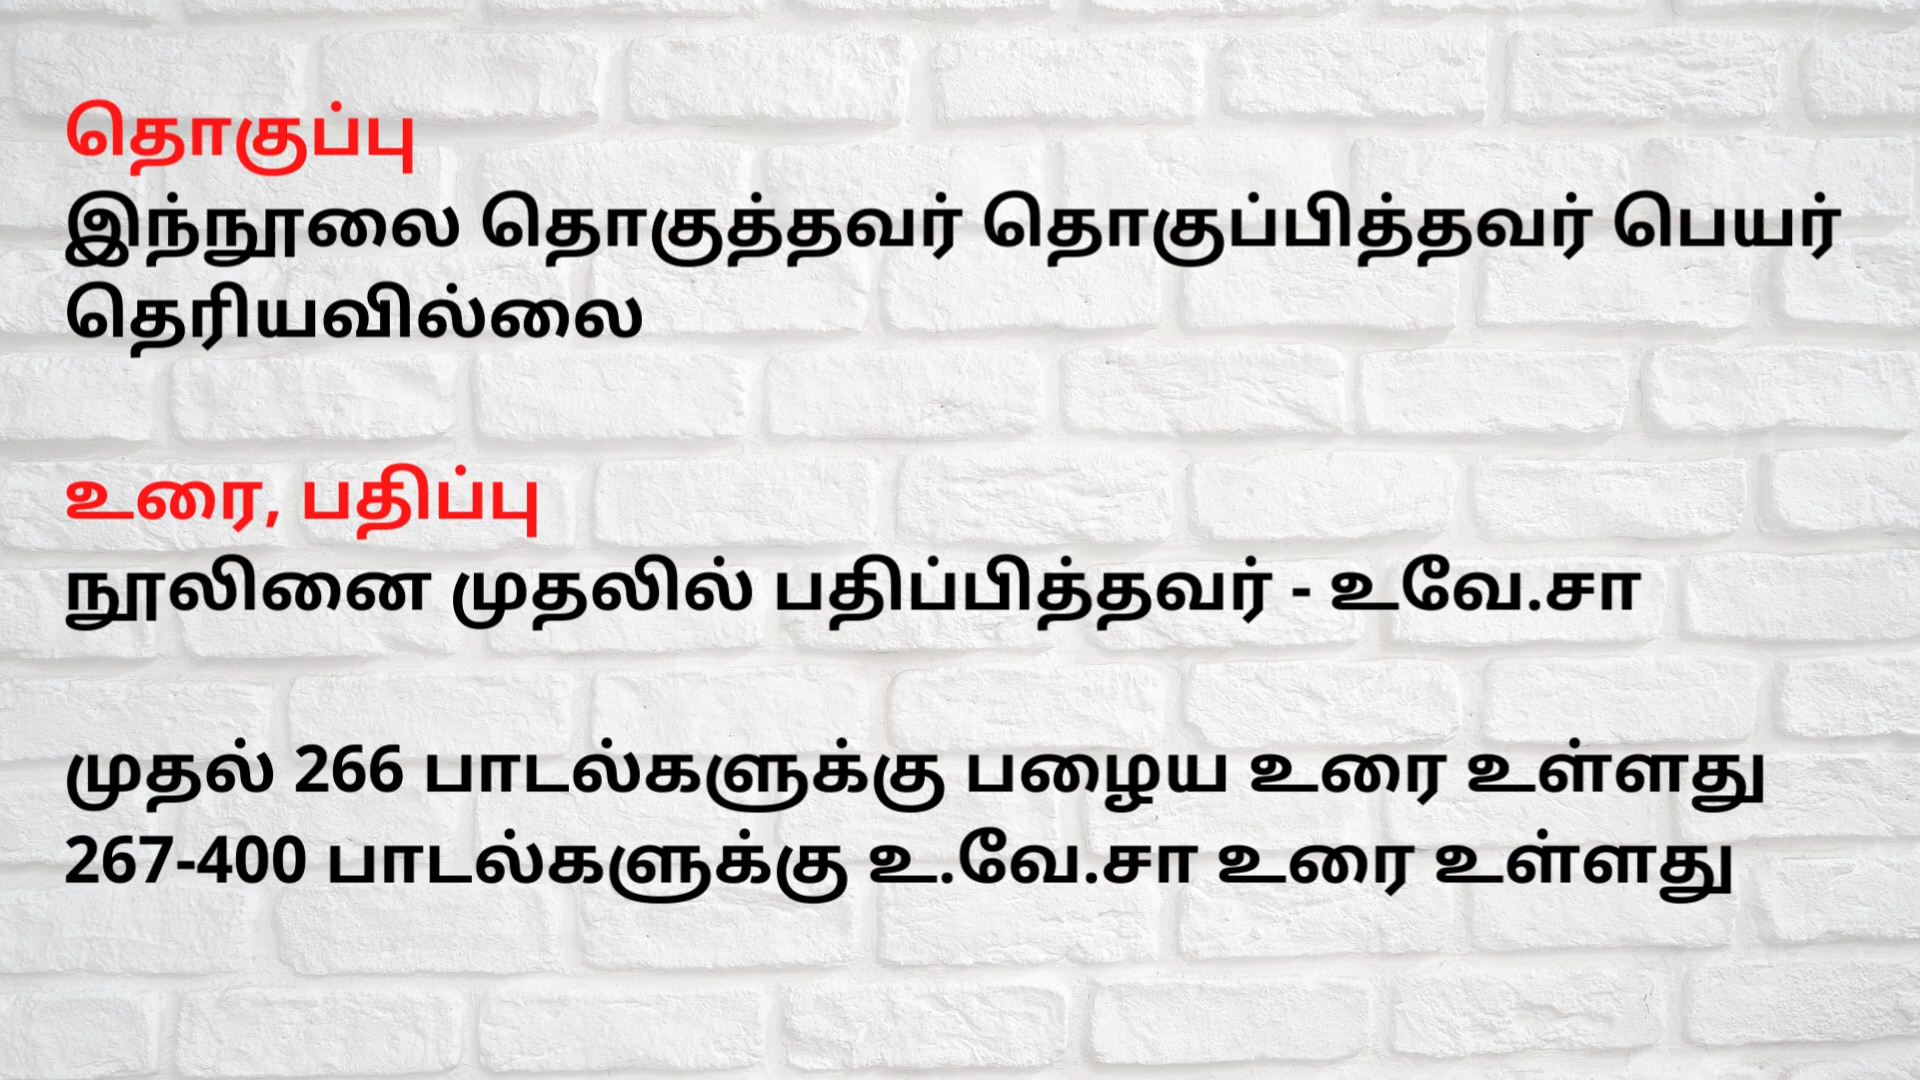 தொகுப்பு
இந்நூலை தொகுத்தவர் தொகுப்பித்தவர் பெயர்
தெரியவில்லை
உரை, பதிப்பு
நூலினை முதலில் பதிப்பித்தவர் - உவே.சா
முதல் 266 பாடல்களுக்கு பழைய உரை உள்ளது
267-400 பாடல்களுக்கு உ.வே.சா உரை உள்ளது